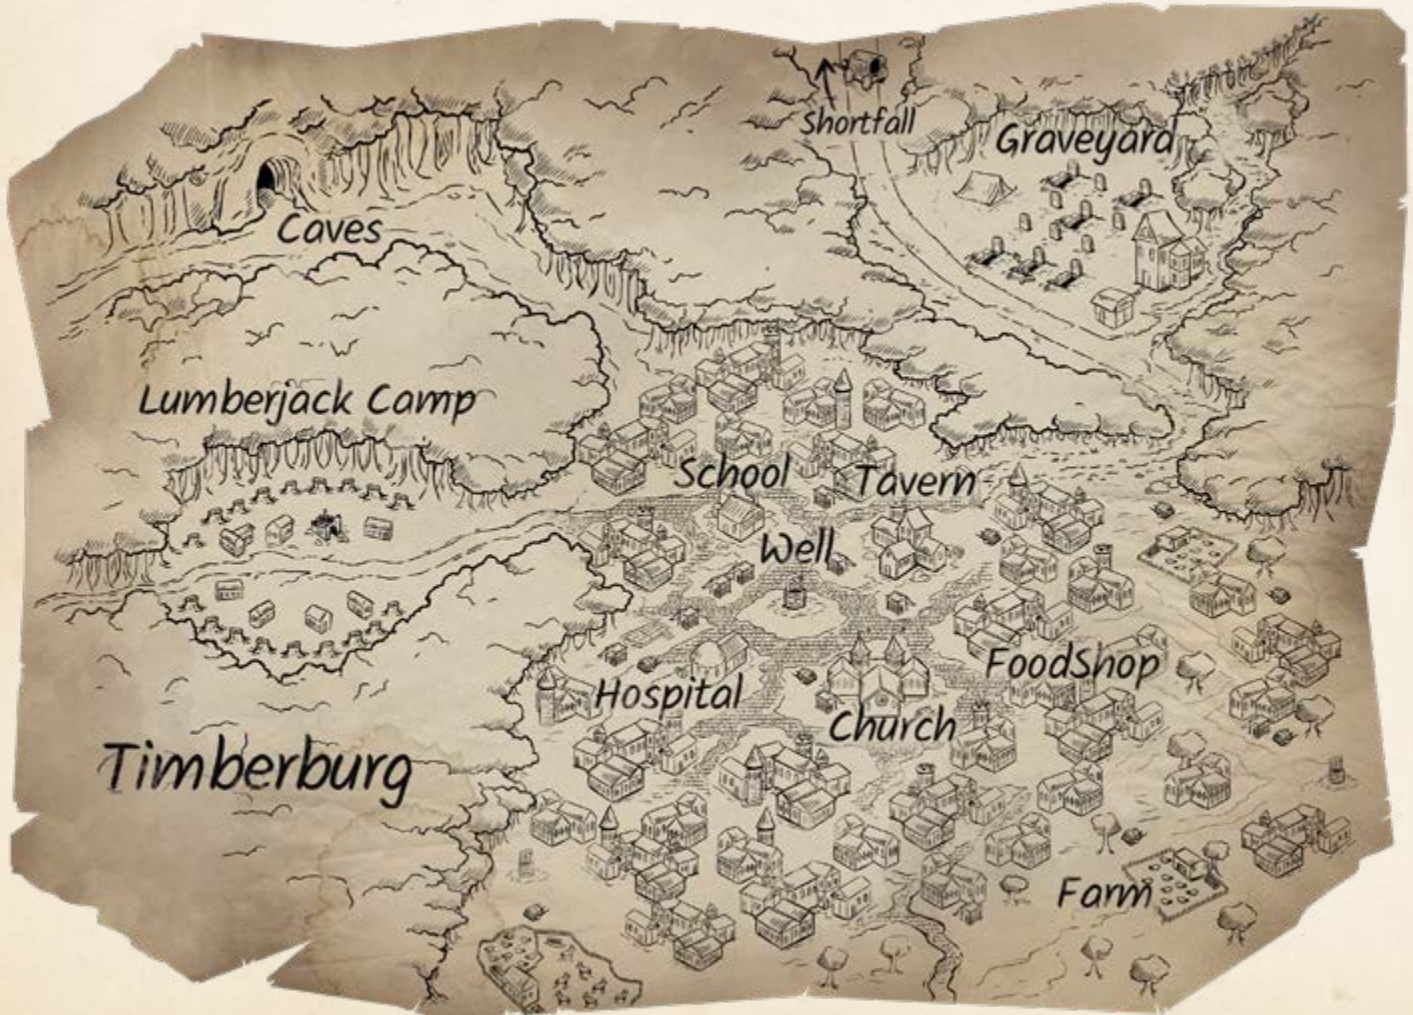 Shortfall
Graveyard
Caves
Lumberjack Camp
School
Tavern
Well
FoodShop
Hospital
Church
Timberburg
Farm